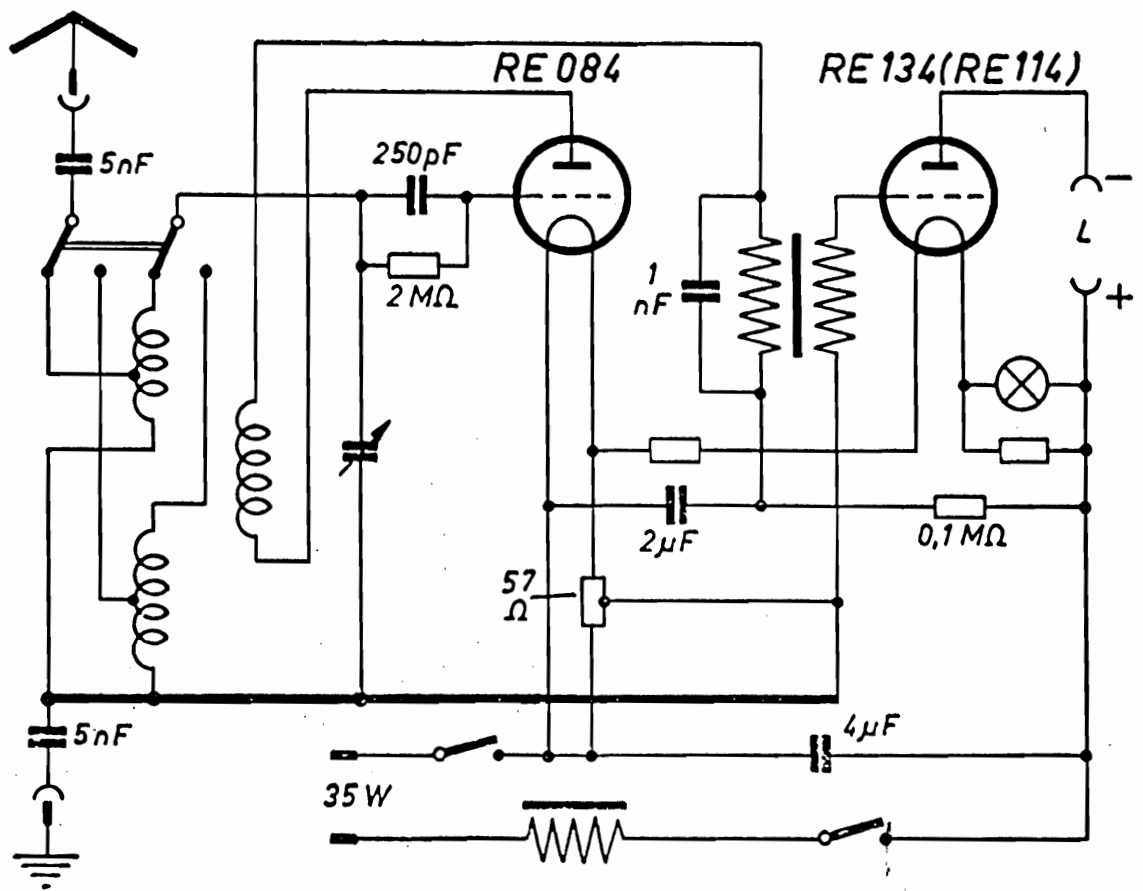 RE 084
RE 134(RE 114)
250pF
5nF
–
L
2 MΩ
1
nF
+
2µF
0,1 MΩ
57
Ω
5nF
4µF
35 W